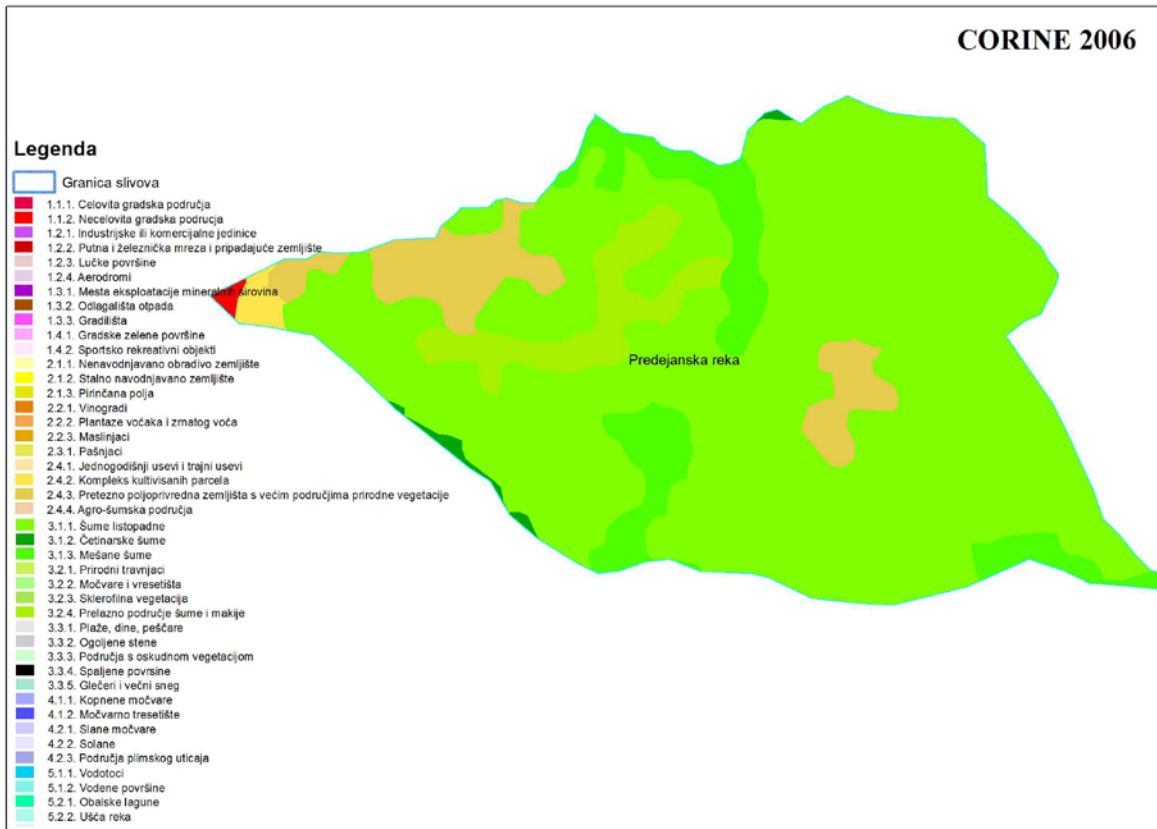 CORINE 2006
Legenda
Granica slivova
1.1.1. Celovita gradska područja
1.1.2. Necelovita gradska podrucja
1.2.1. Industrijske ili komercijalne jedinice
1.2.2. Putna i železnička mreza i pripadajuće zemljište
1.2.3. Lučke površine
1.2.4. Aerodromi
1.3.1. Mesta eksploatacije mineralnih sirovina
1.3.2. Odlagališta otpada
1.3.3. Gradilišta
1.4.1. Gradske zelene površine
1.4.2. Sportsko rekreativni objekti
2.1.1. Nenavodnjavano obradivo zemljište
2.1.2. Stalno navodnjavano zemljište
2.1.3. Pirinčana polja
2.2.1. Vinogradi
2.2.2. Plantaze voćaka i zrnatog voća
2.2.3. Maslinjaci
2.3.1. Pašnjaci
2.4.1. Jednogodišnji usevi i trajni usevi
2.4.2. Kompleks kultivisanih parcela
2.4.3. Pretezno poljoprivredna zemljišta s većim područjima prirodne vegetacije
2.4.4. Agro-šumska područja
3.1.1. Šume listopadne
3.1.2. Četinarske šume
3.1.3. Mešane šume
3.2.1. Prirodni travnjaci
3.2.2. Močvare i vresetišta
3.2.3. Sklerofilna vegetacija
3.2.4. Prelazno područje šume i makije
3.3.1. Plaže, dine, peščare
3.3.2. Ogoljene stene
3.3.3. Područja s oskudnom vegetacijom
3.3.4. Spaljene povrsine
3.3.5. Glečeri i večni sneg
4.1.1. Kopnene močvare
4.1.2. Močvarno tresetište
4.2.1. Slane močvare
4.2.2. Solane
4.2.3. Područja plimskog uticaja
5.1.1. Vodotoci
5.1.2. Vodene površine
5.2.1. Obalske lagune
5.2.2. Ušća reka
Predejanska reka